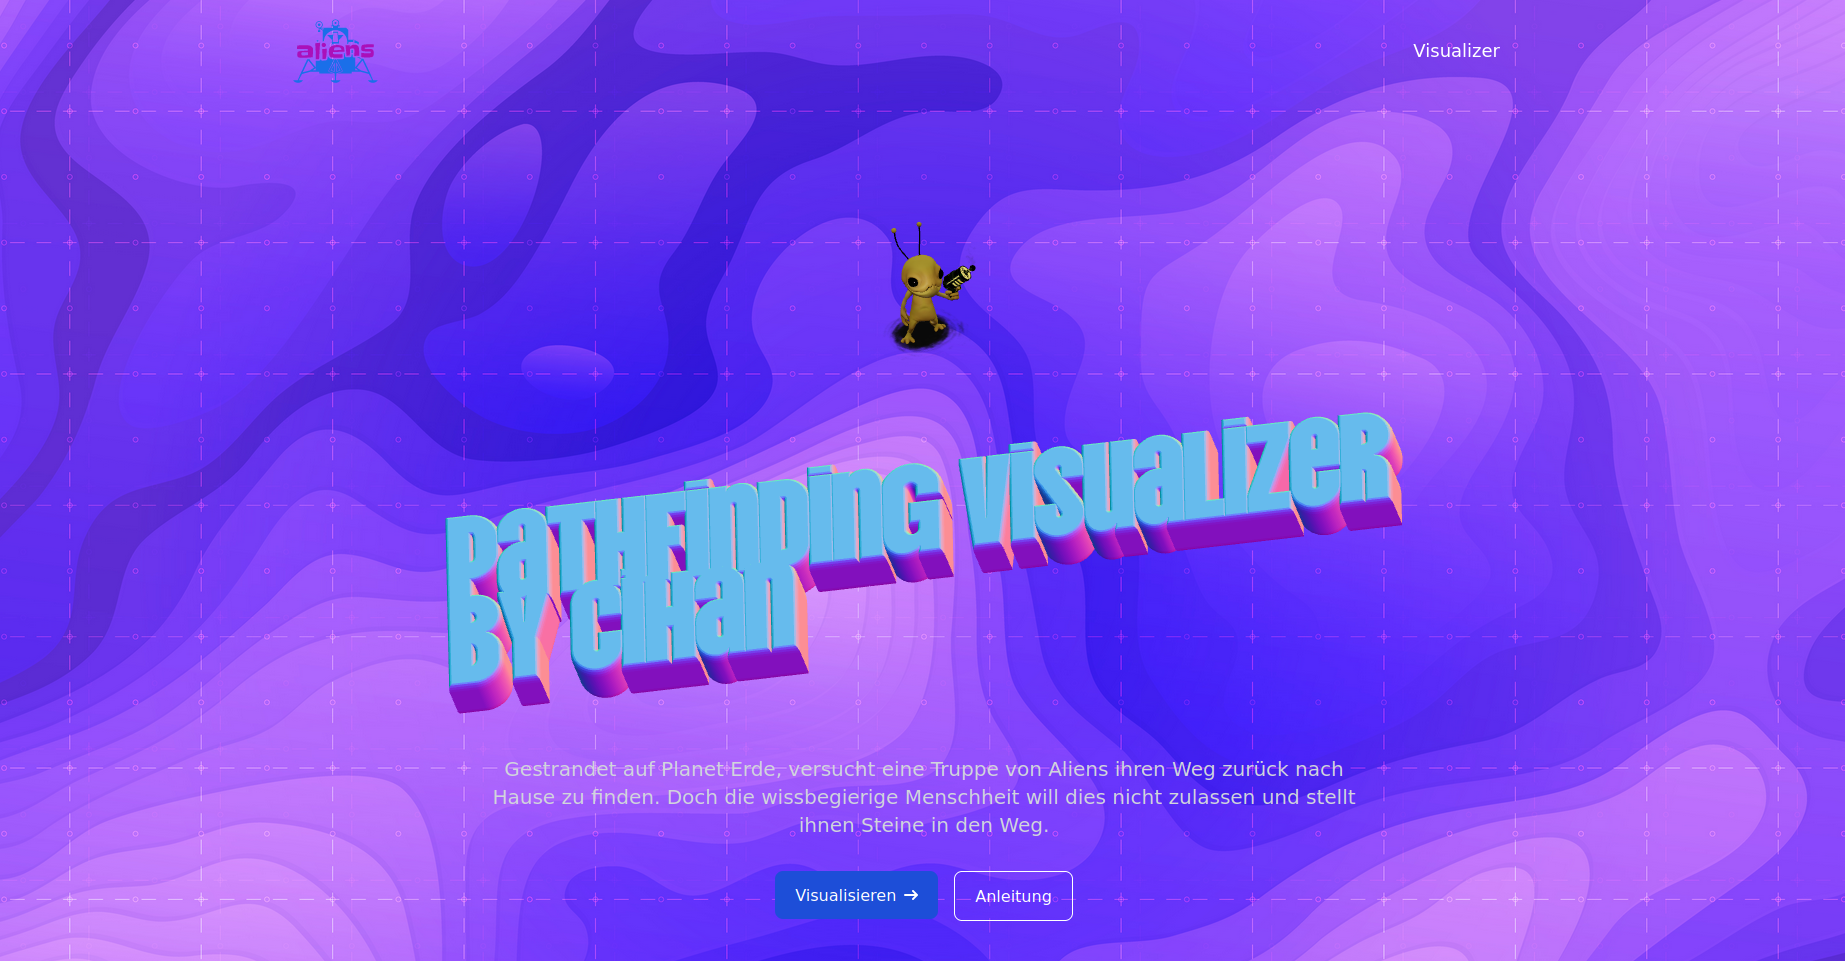 aliens
Visualizer
PaTHFinDinG ViSuaLiZeR
BY CiHan
Gestrandet auf Planet Erde, versucht eine Truppe von Aliens ihren Weg zurück nach
Hause zu finden. Doch die wissbegierige Menschheit will dies nicht zulassen und stellt
ihnen Steine in den Weg.
Visualisieren →
Anleitung